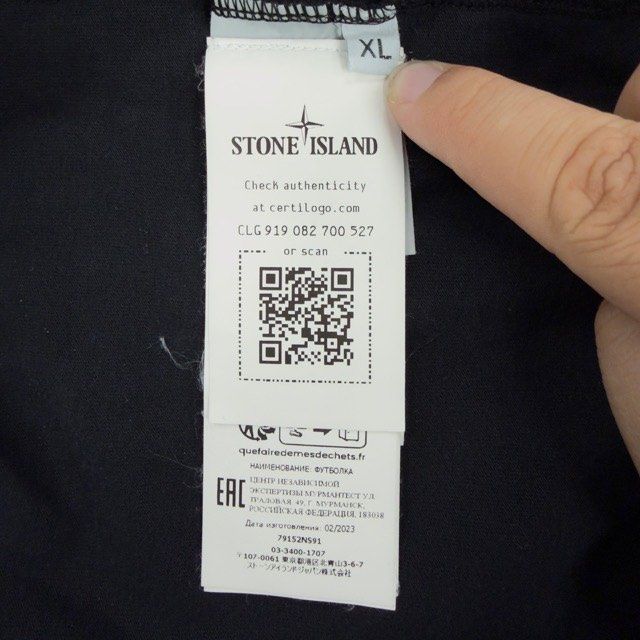 XL
STONE ISLAND
Check authenticity
at certilogo.com
CLG 919 082 700 527
or scan
quefairedemesdechets.fr
НАИМЕНОВАНИЕ: ФУТБОЛКА
EAC
ЦЕНТР НЕЗАВИСИМОЙ
ЭКСПЕРТИЗЫ МУРМАНТЕСТ УЛ.
ТРАЛОВАЯ, 49, Г. МУРМАНСК,
РОССИЙСКАЯ ФЕДЕРАЦИЯ, 183038
Дата изготовления: 02/2023
79152NS91
03-3400-1707
〒107-0061 東京都港区北青山3-6-7
ストーンアイランドジャパン株式会社